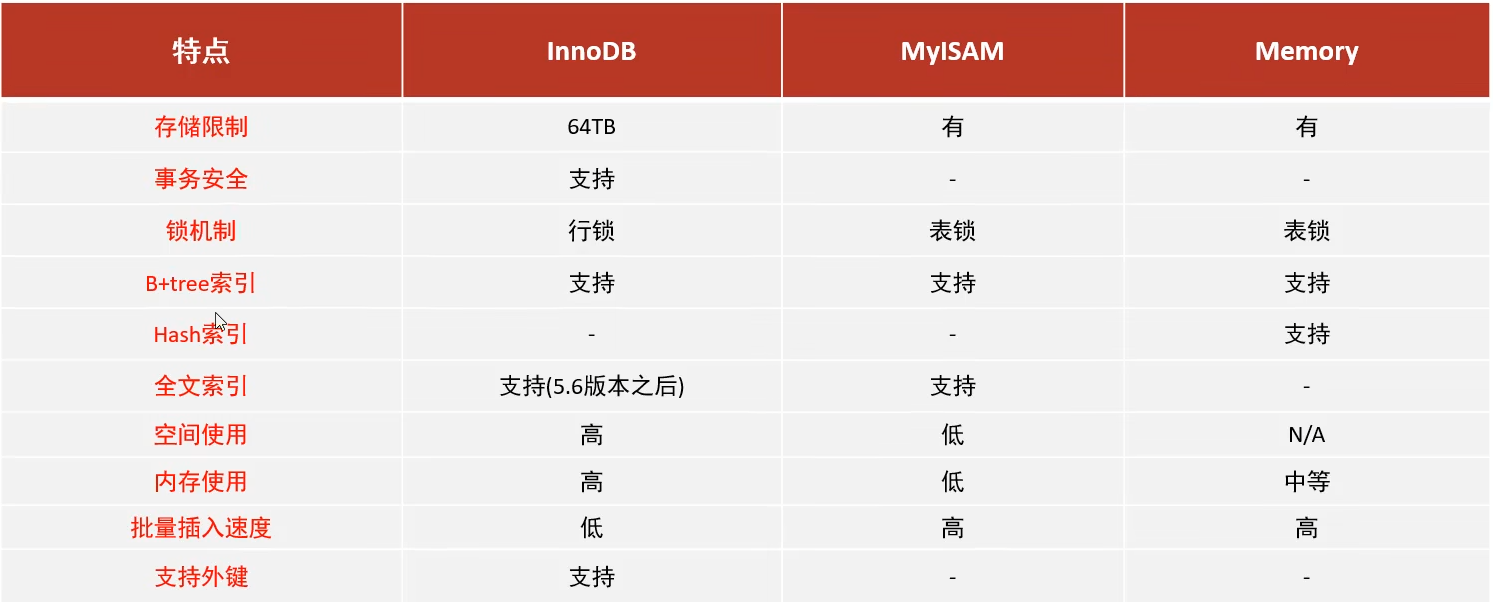 特点 InnoDB MyISAM Memory
存储限制 64TB 有 有
事务安全 支持 - -
锁机制 行锁 表锁 表锁
B+tree索引 支持 支持 支持
Hash索引 - - 支持
全文索引 支持(5.6版本之后) 支持 -
空间使用 高 低 N/A
内存使用 高 低 中等
批量插入速度 低 高 高
支持外键 支持 - -